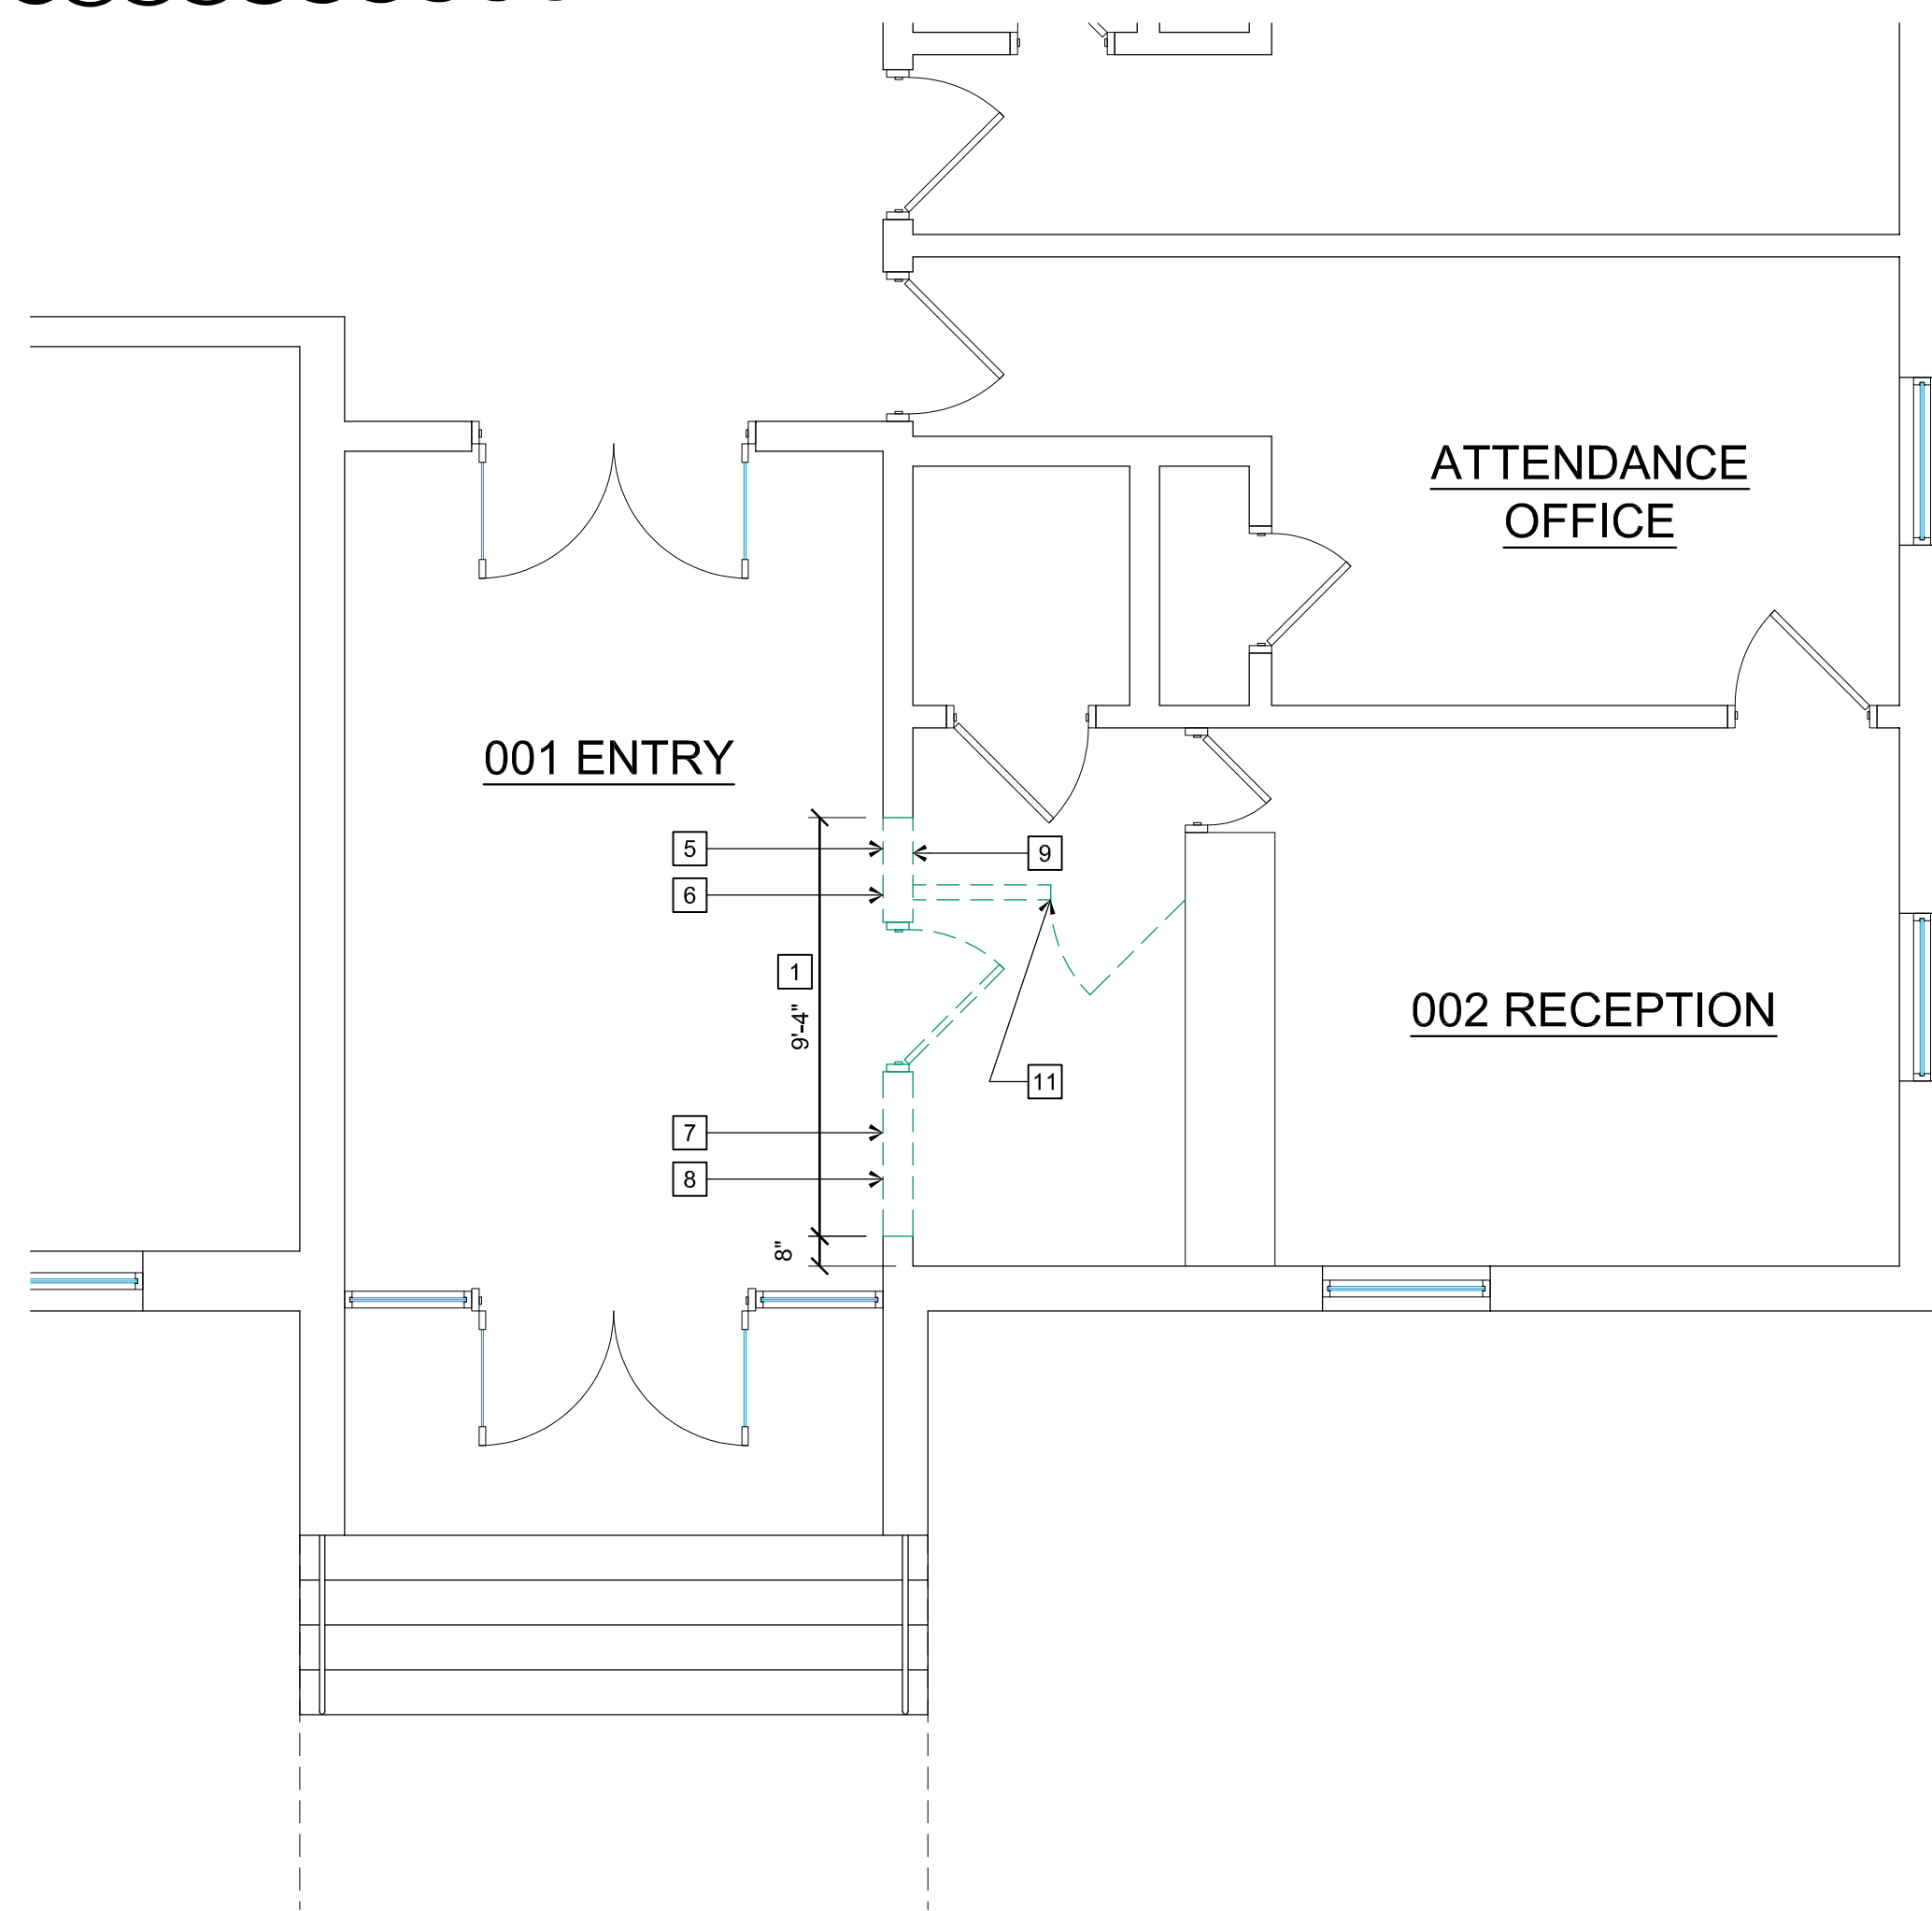 ATTENDANCE
OFFICE
001 ENTRY
5
9
6
1
9'-4"
002 RECEPTION
11
7
8
8"